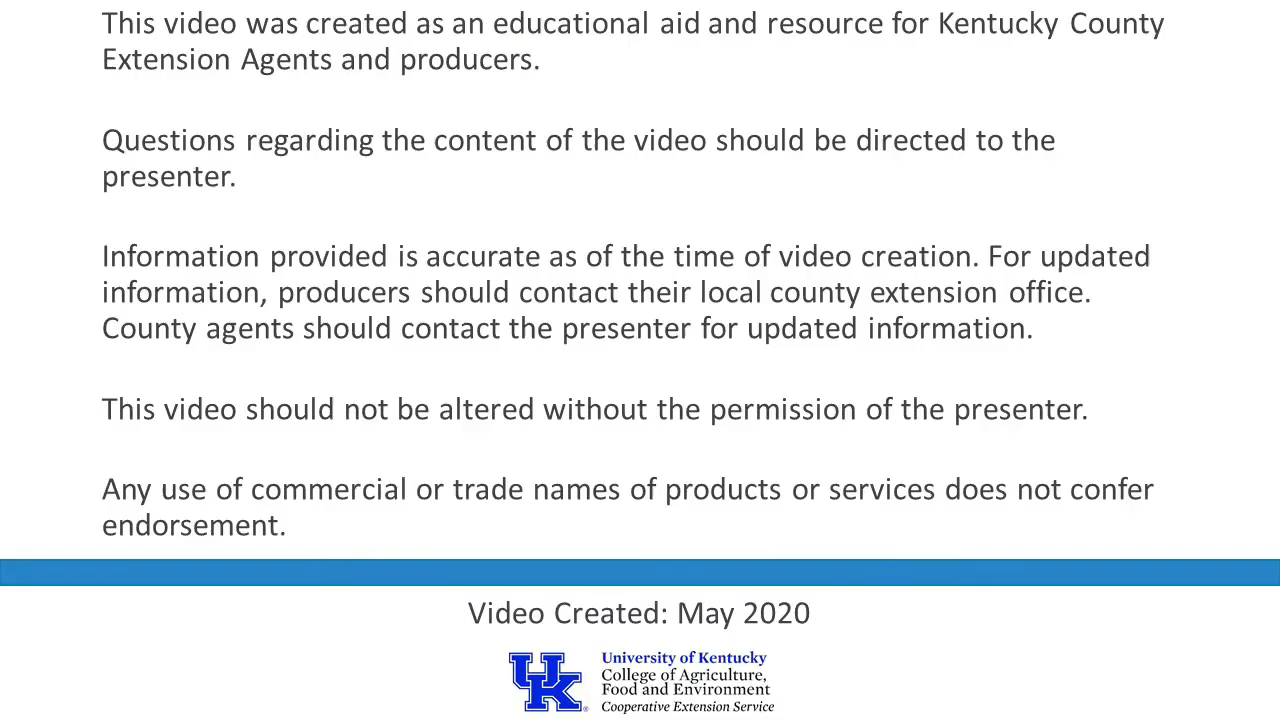 This video was created as an educational aid and resource for Kentucky County
Extension Agents and producers.
Questions regarding the content of the video should be directed to the
presenter.
Information provided is accurate as of the time of video creation. For updated
information, producers should contact their local county extension office.
County agents should contact the presenter for updated information.
This video should not be altered without the permission of the presenter.
Any use of commercial or trade names of products or services does not confer
endorsement.
Video Created: May 2020
UK®
University of Kentucky
College of Agriculture,
Food and Environment
Cooperative Extension Service